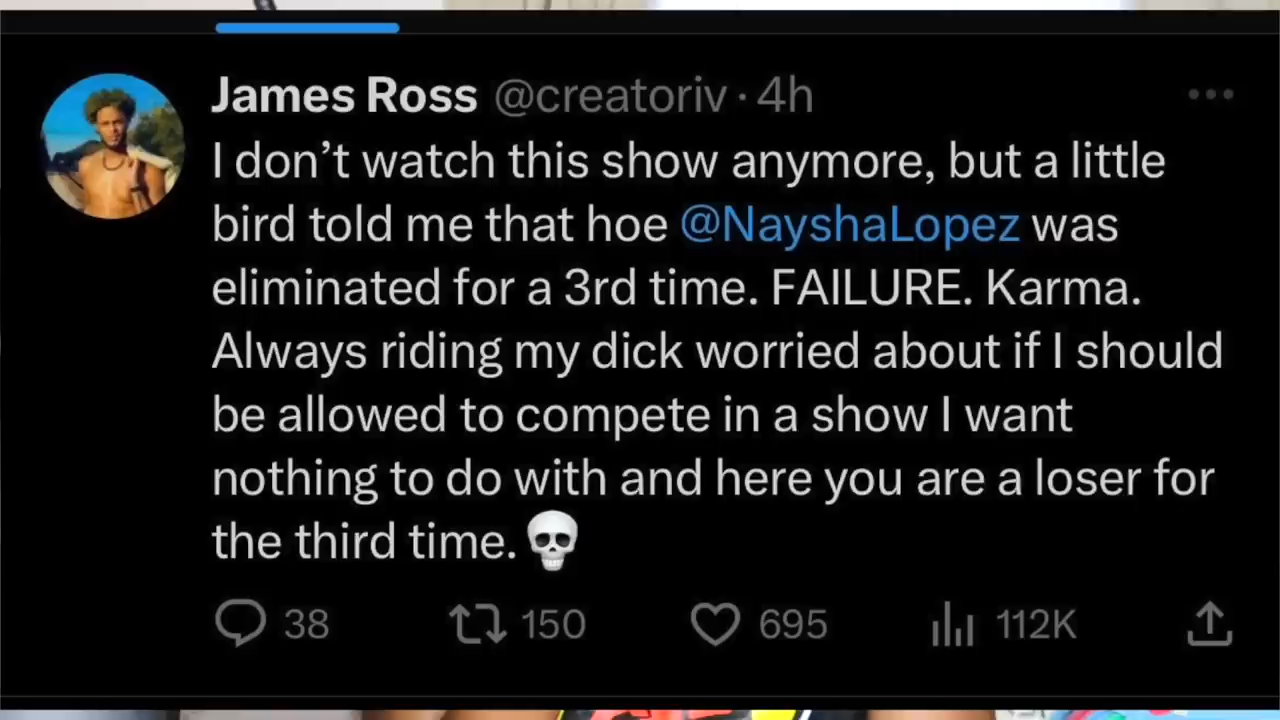 James Ross @creatoriv · 4h
I don’t watch this show anymore, but a little
bird told me that hoe @NayshaLopez was
eliminated for a 3rd time. FAILURE. Karma.
Always riding my dick worried about if I should
be allowed to compete in a show I want
nothing to do with and here you are a loser for
the third time. 💀
38 150 695 112K